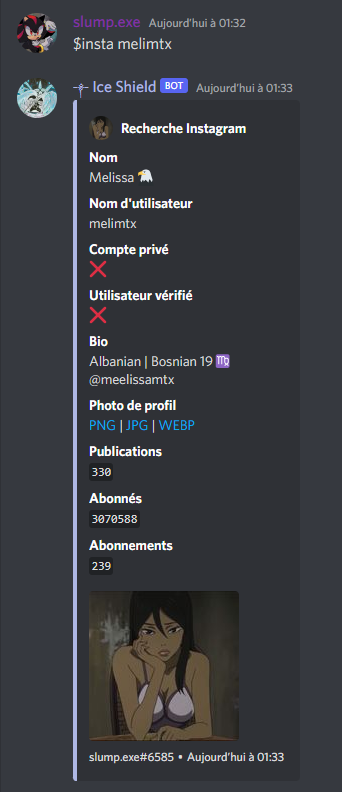 slump.exe Aujourd'hui à 01:32
$insta melimtx
Ice Shield BOT Aujourd'hui à 01:33
Recherche Instagram
Nom
Melissa 🦅
Nom d'utilisateur
melimtx
Compte privé
❌
Utilisateur vérifié
❌
Bio
Albanian | Bosnian 19 ♍
@meelissamtx
Photo de profil
PNG | JPG | WEBP
Publications
330
Abonnés
3070588
Abonnements
239
slump.exe#6585 • Aujourd'hui à 01:33